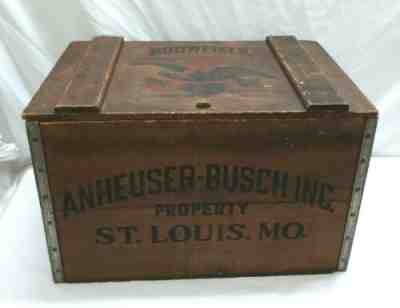 BUDWEISER
ANHEUSER-BUSCH INC.
PROPERTY
ST. LOUIS. MO.